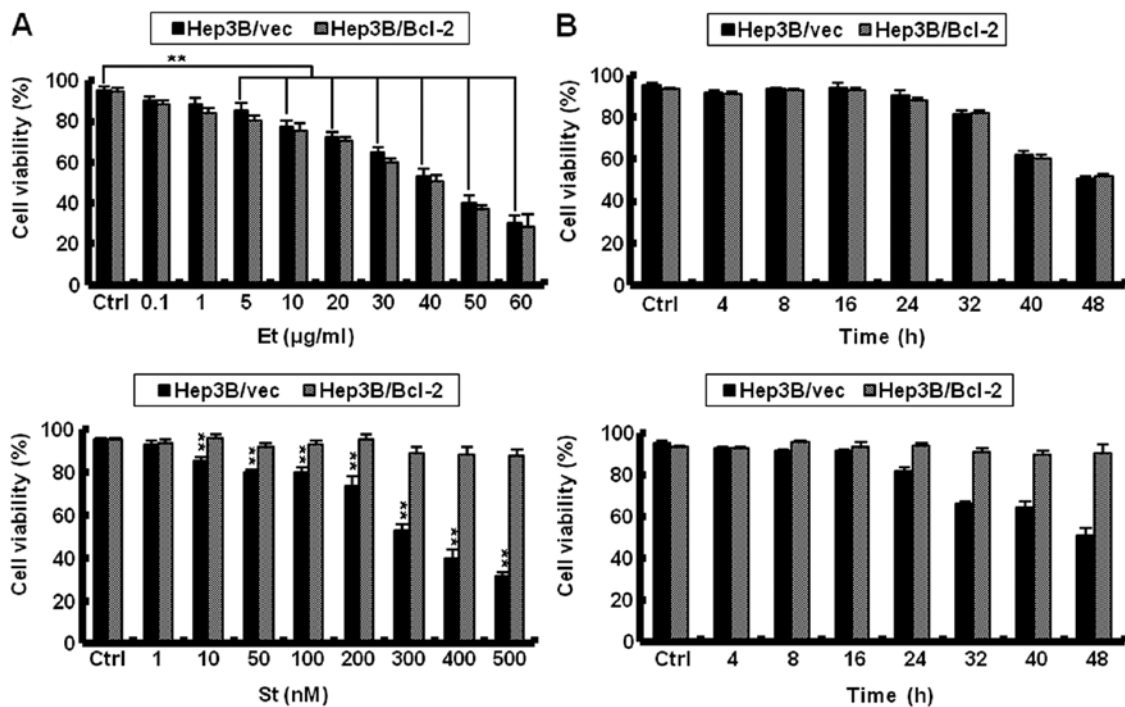 A
Hep3B/vec Hep3B/Bcl-2
**
Cell viability (%)
100
80
60
40
20
0
Ctrl 0.1 1 5 10 20 30 40 50 60
Et (µg/ml)
B
Hep3B/vec Hep3B/Bcl-2
Cell viability (%)
100
80
60
40
20
0
Ctrl 4 8 16 24 32 40 48
Time (h)
Hep3B/vec Hep3B/Bcl-2
Cell viability (%)
100
80
60
40
20
0
** ** ** ** ** ** **
Ctrl 1 10 50 100 200 300 400 500
St (nM)
Hep3B/vec Hep3B/Bcl-2
Cell viability (%)
100
80
60
40
20
0
Ctrl 4 8 16 24 32 40 48
Time (h)